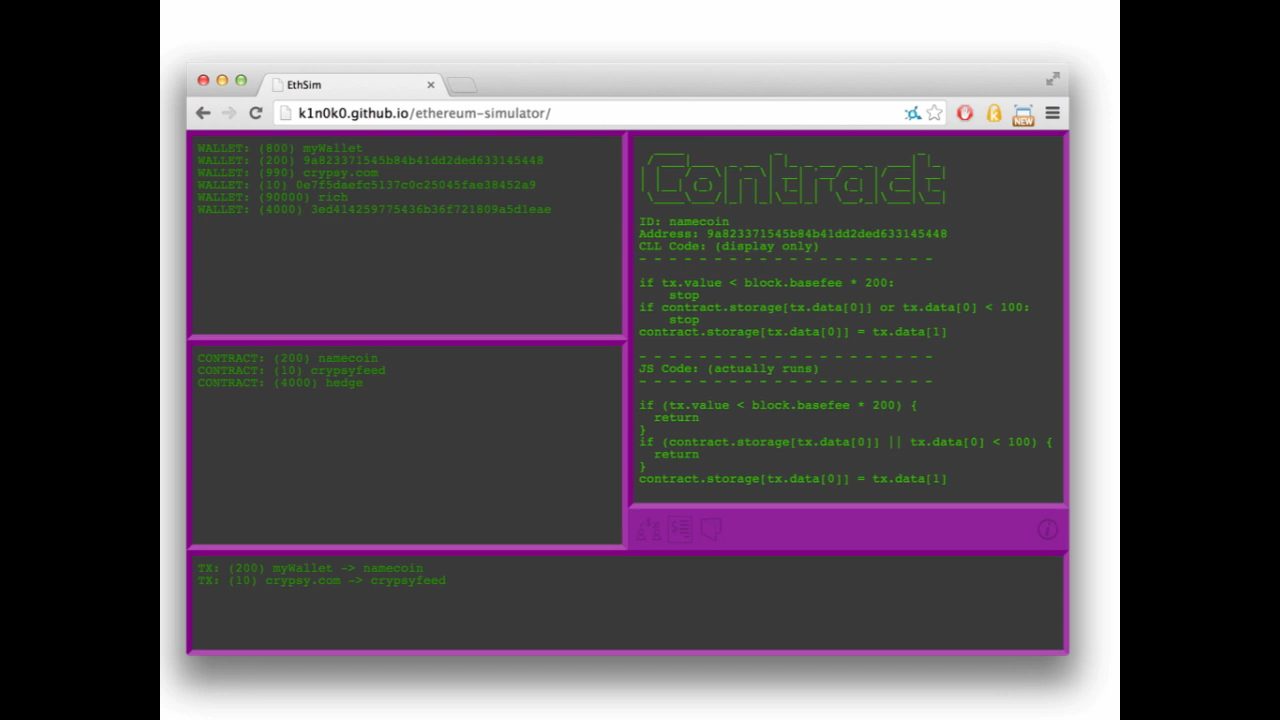 EthSim
k1n0k0.github.io/ethereum-simulator/
NEW
WALLET: (800) myWallet
WALLET: (200) 9a823371545b84b41dd2ded633145448
WALLET: (990) crypsy.com
WALLET: (10) 0e7f5daefc5137c0c25045fae38452a9
WALLET: (90000) rich
WALLET: (4000) 3ed414259775436b36f721809a5d1eae
CONTRACT: (200) namecoin
CONTRACT: (10) crypsyfeed
CONTRACT: (4000) hedge
Contract
ID: namecoin
Address: 9a823371545b84b41dd2ded633145448
CLL Code: (display only)
- - - - - - - - - - - - - - - - - - - -
if tx.value < block.basefee * 200:
stop
if contract.storage[tx.data[0]] or tx.data[0] < 100:
stop
contract.storage[tx.data[0]] = tx.data[1]
- - - - - - - - - - - - - - - - - - - -
JS Code: (actually runs)
- - - - - - - - - - - - - - - - - - - -
if (tx.value < block.basefee * 200) {
return
}
if (contract.storage[tx.data[0]] || tx.data[0] < 100) {
return
}
contract.storage[tx.data[0]] = tx.data[1]
TX: (200) myWallet -> namecoin
TX: (10) crypsy.com -> crypsyfeed